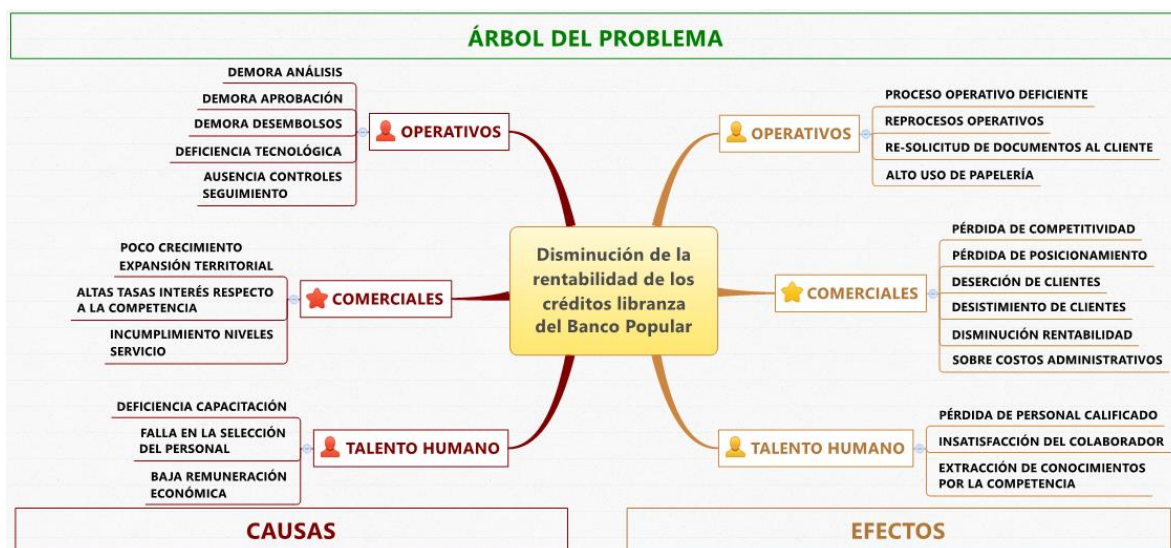 ÁRBOL DEL PROBLEMA
DEMORA ANÁLISIS
DEMORA APROBACIÓN
DEMORA DESEMBOLSOS
DEFICIENCIA TECNOLÓGICA
AUSENCIA CONTROLES
SEGUIMIENTO
OPERATIVOS
POCO CRECIMIENTO
EXPANSIÓN TERRITORIAL
ALTAS TASAS INTERÉS RESPECTO
A LA COMPETENCIA
INCUMPLIMIENTO NIVELES
SERVICIO
COMERCIALES
DEFICIENCIA CAPACITACIÓN
FALLA EN LA SELECCIÓN
DEL PERSONAL
BAJA REMUNERACIÓN
ECONÓMICA
TALENTO HUMANO
CAUSAS
Disminución de la
rentabilidad de los
créditos libranza
del Banco Popular
OPERATIVOS
PROCESO OPERATIVO DEFICIENTE
REPROCESOS OPERATIVOS
RE-SOLICITUD DE DOCUMENTOS AL CLIENTE
ALTO USO DE PAPELERÍA
COMERCIALES
PÉRDIDA DE COMPETITIVIDAD
PÉRDIDA DE POSICIONAMIENTO
DESERCIÓN DE CLIENTES
DESISTIMIENTO DE CLIENTES
DISMINUCIÓN RENTABILIDAD
SOBRE COSTOS ADMINISTRATIVOS
TALENTO HUMANO
PÉRDIDA DE PERSONAL CALIFICADO
INSATISFACCIÓN DEL COLABORADOR
EXTRACCIÓN DE CONOCIMIENTOS
POR LA COMPETENCIA
EFECTOS